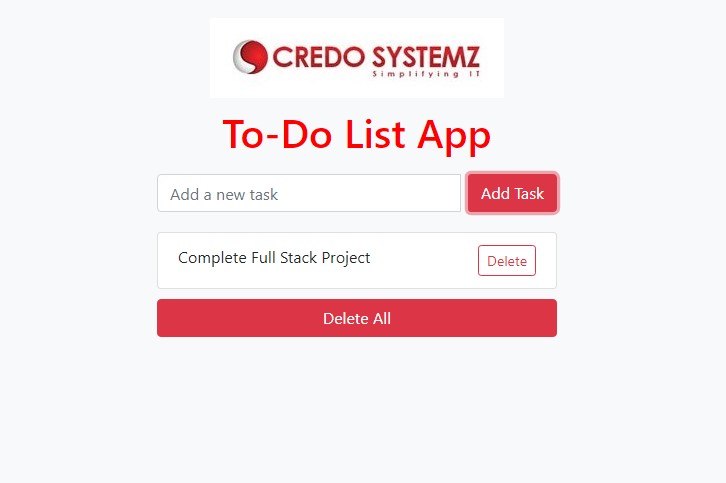 CREDO SYSTEMZ
Simplifying IT
To-Do List App
Add a new task
Add Task
Complete Full Stack Project
Delete
Delete All